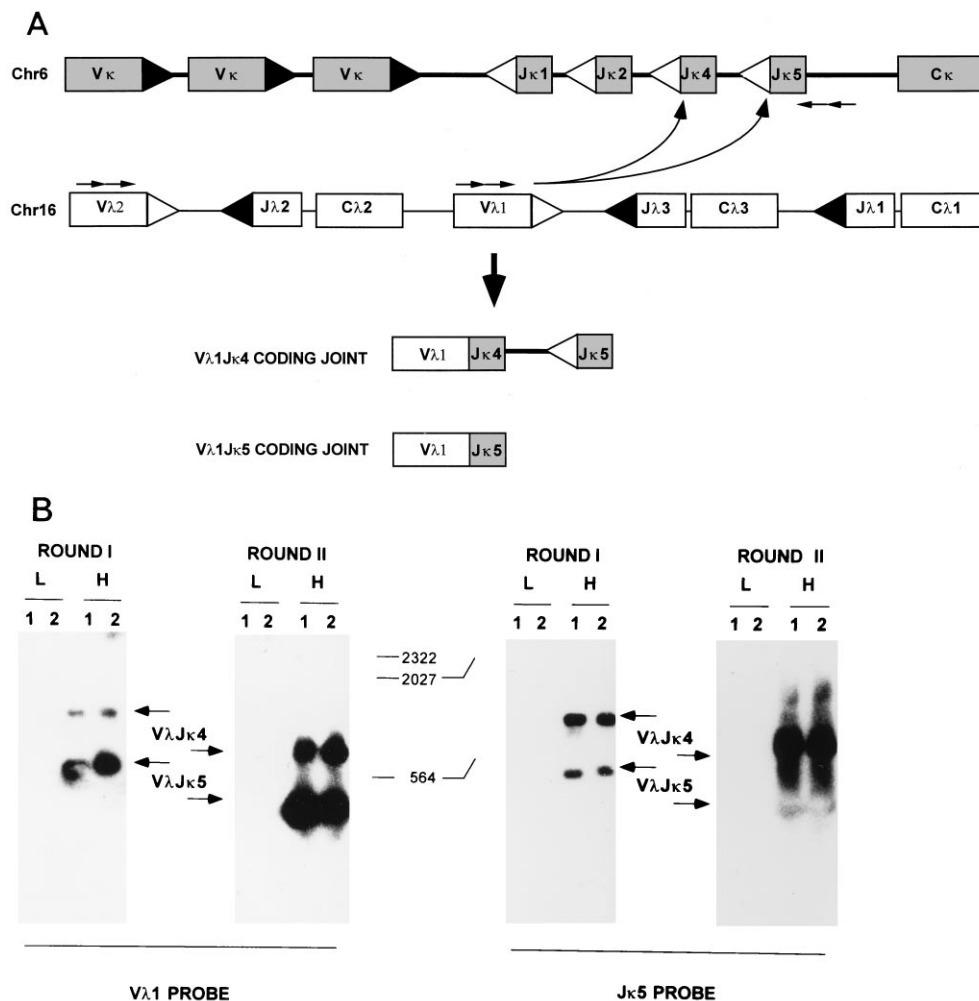 A
Chr6 Vκ Vκ Vκ Jκ1 Jκ2 Jκ4 Jκ5 Cκ
Chr16 Vλ2 Jλ2 Cλ2 Vλ1 Jλ3 Cλ3 Jλ1 Cλ1
Vλ1Jκ4 CODING JOINT Vλ1 Jκ4 Jκ5
Vλ1Jκ5 CODING JOINT Vλ1 Jκ5
B
ROUND I ROUND II ROUND I ROUND II
L H L H L H L H
1 2 1 2 1 2 1 2 1 2 1 2 1 2 1 2
2322
2027
VλJκ4 VλJκ4
564
VλJκ5 VλJκ5
Vλ1 PROBE Jκ5 PROBE